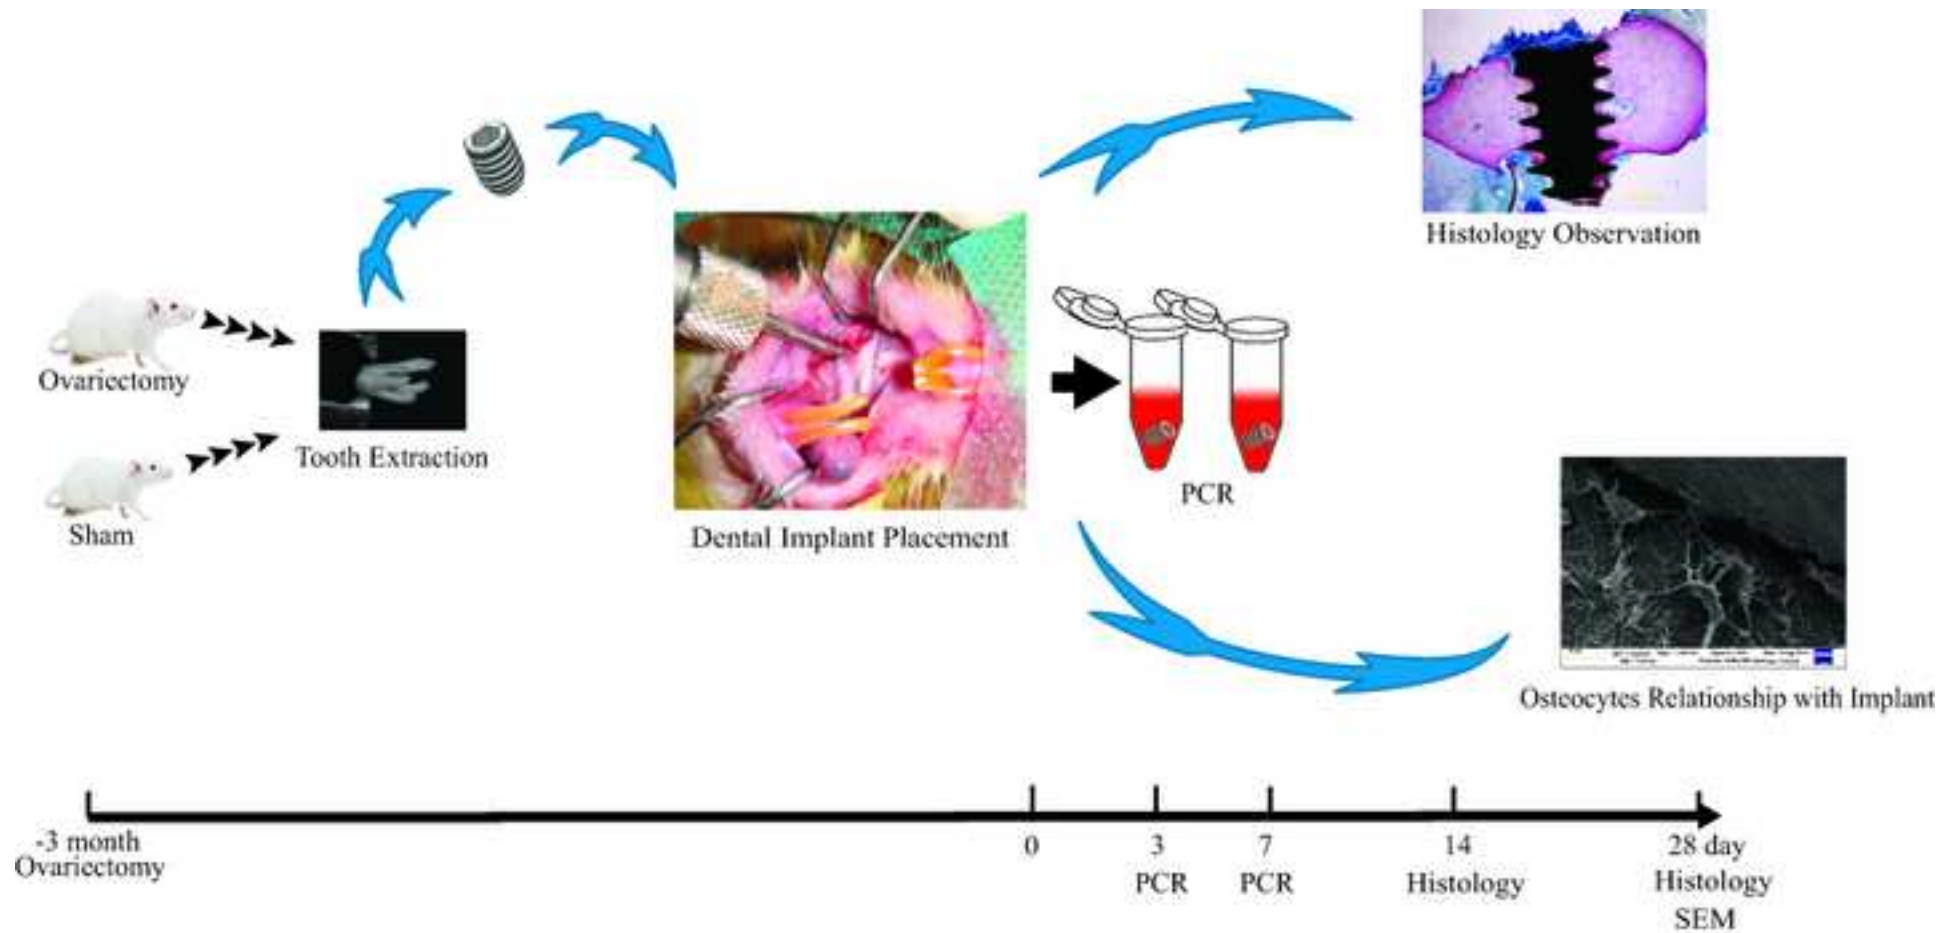 Histology Observation
Ovariectomy
Tooth Extraction
Sham
Dental Implant Placement
PCR
Osteocytes Relationship with Implant
-3 month
Ovariectomy
0
3
PCR
7
PCR
14
Histology
28 day
Histology
SEM